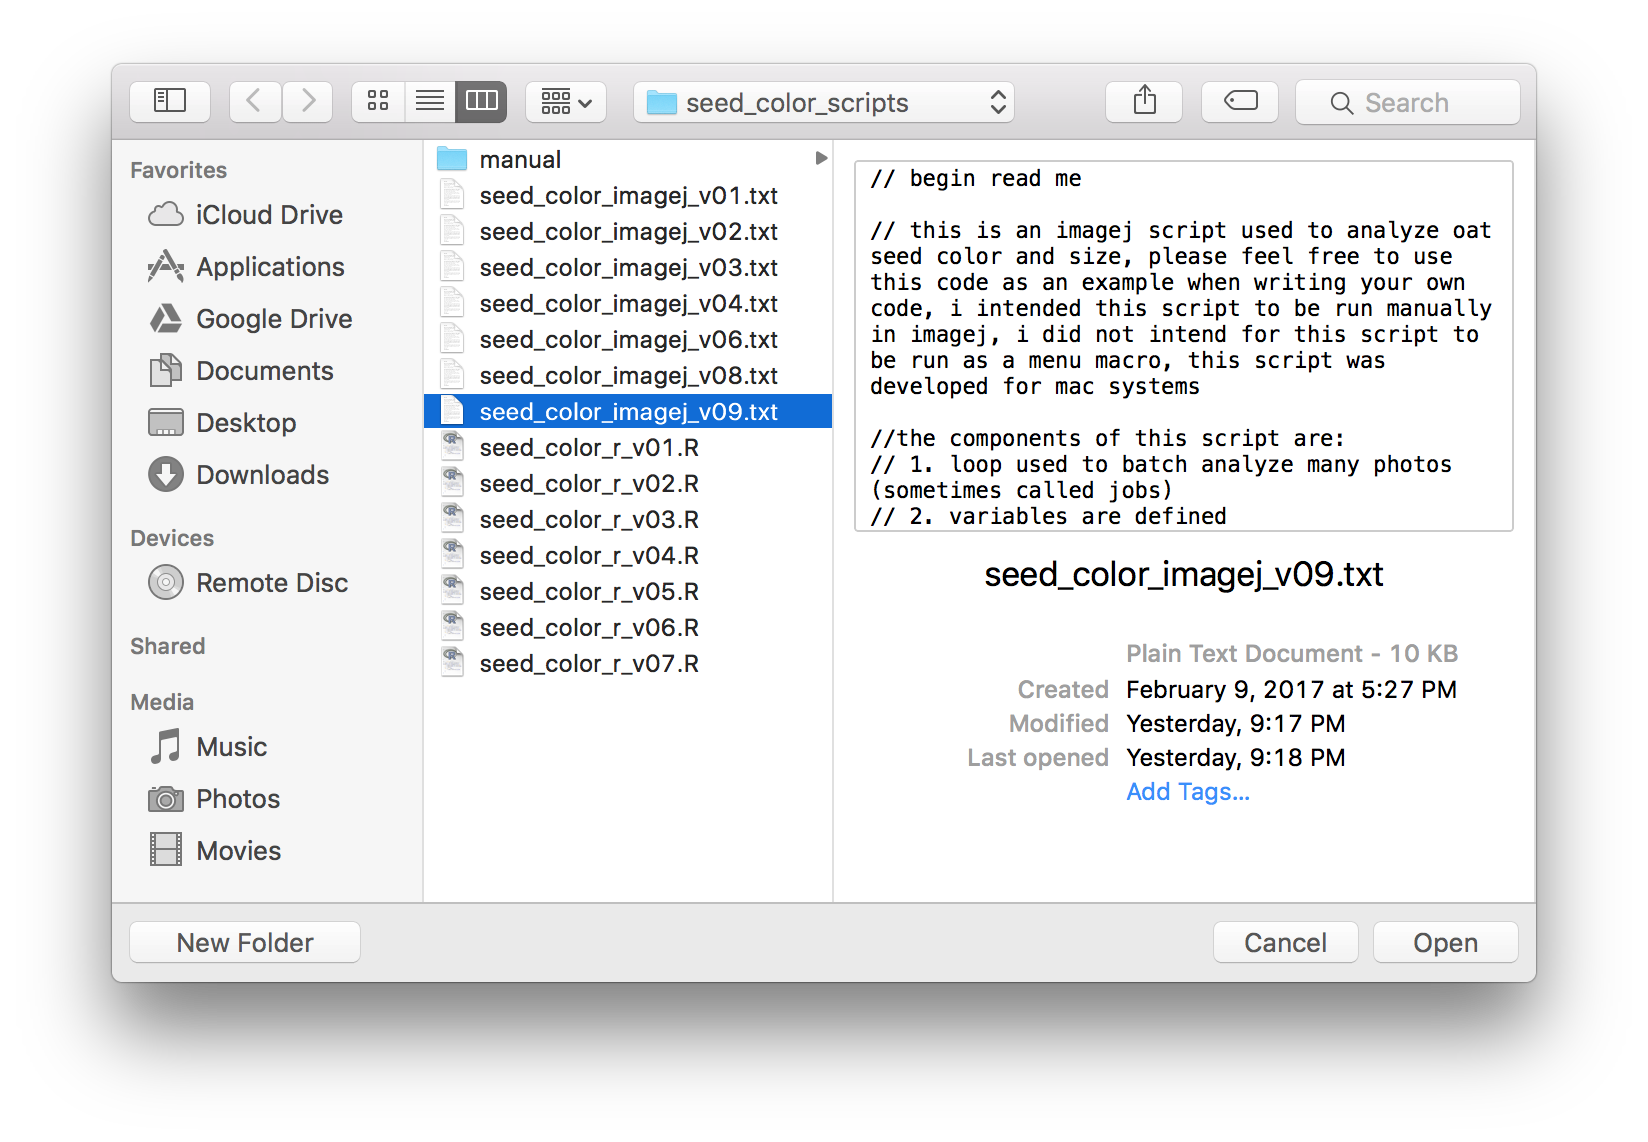 seed_color_scripts
Search
Favorites
iCloud Drive
Applications
Google Drive
Documents
Desktop
Downloads
Devices
Remote Disc
Shared
Media
Music
Photos
Movies
manual
seed_color_imagej_v01.txt
seed_color_imagej_v02.txt
seed_color_imagej_v03.txt
seed_color_imagej_v04.txt
seed_color_imagej_v06.txt
seed_color_imagej_v08.txt
seed_color_imagej_v09.txt
seed_color_r_v01.R
seed_color_r_v02.R
seed_color_r_v03.R
seed_color_r_v04.R
seed_color_r_v05.R
seed_color_r_v06.R
seed_color_r_v07.R
// begin read me
// this is an imagej script used to analyze oat
seed color and size, please feel free to use
this code as an example when writing your own
code, i intended this script to be run manually
in imagej, i did not intend for this script to
be run as a menu macro, this script was
developed for mac systems
//the components of this script are:
// 1. loop used to batch analyze many photos
(sometimes called jobs)
// 2. variables are defined
seed_color_imagej_v09.txt
Plain Text Document - 10 KB
Created February 9, 2017 at 5:27 PM
Modified Yesterday, 9:17 PM
Last opened Yesterday, 9:18 PM
Add Tags...
New Folder
Cancel
Open